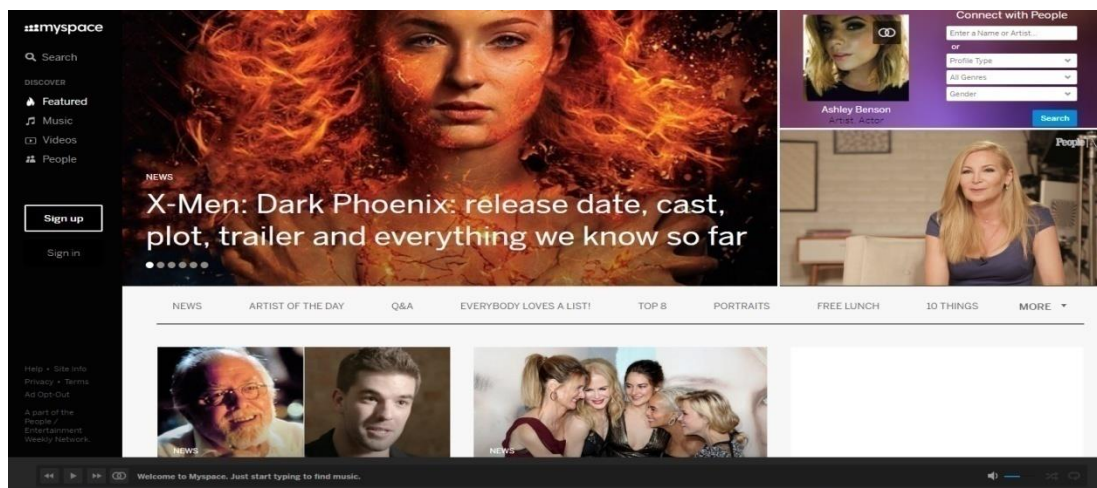 myspace
Search
DISCOVER
Featured
Music
Videos
People
Sign up
Sign in
Help • Site Info
Privacy • Terms
Ad Opt-Out
A part of the
People /
Entertainment
Weekly Network.
NEWS
X-Men: Dark Phoenix: release date, cast,
plot, trailer and everything we know so far
Ashley Benson
Artist, Actor
Connect with People
Enter a Name or Artist...
or
Profile Type
All Genres
Gender
Search
People
NEWS
ARTIST OF THE DAY
Q&A
EVERYBODY LOVES A LIST!
TOP 8
PORTRAITS
FREE LUNCH
10 THINGS
MORE
NEWS
NEWS
Welcome to Myspace. Just start typing to find music.